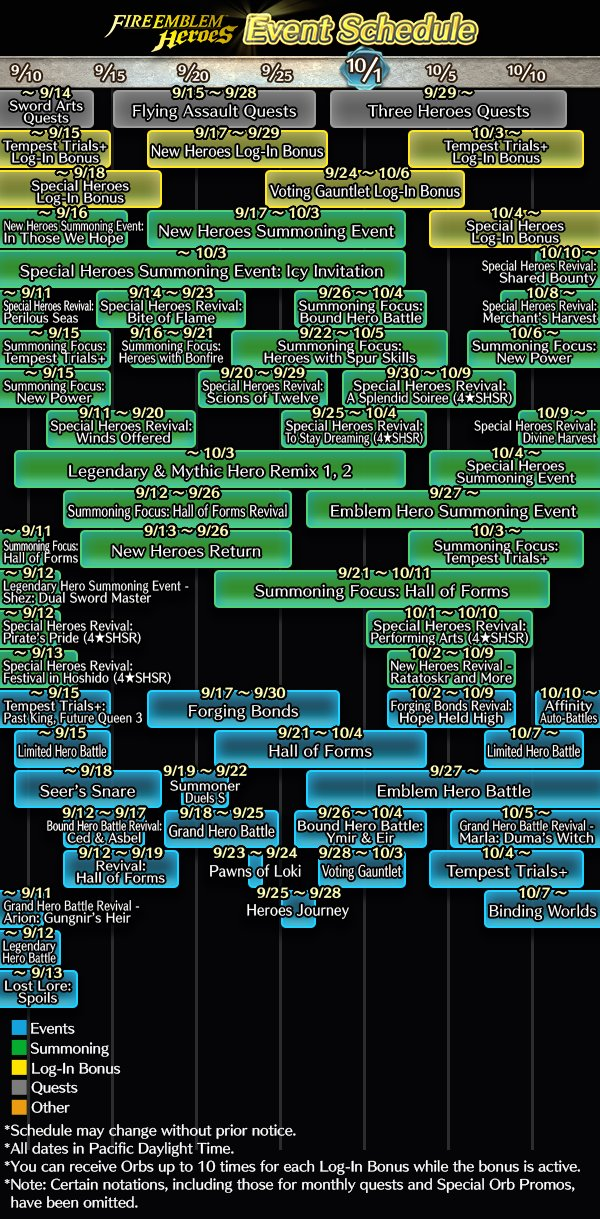 FIRE EMBLEM
Heroes
Event Schedule
9/10 9/15 9/20 9/25 10/1 10/5 10/10
~ 9/14
Sword Arts
Quests
9/15 ~ 9/28
Flying Assault Quests
9/29 ~
Three Heroes Quests
~ 9/15
Tempest Trials+
Log-In Bonus
9/17 ~ 9/29
New Heroes Log-In Bonus
10/3 ~
Tempest Trials+
Log-In Bonus
~ 9/18
Special Heroes
Log-In Bonus
9/24 ~ 10/6
Voting Gauntlet Log-In Bonus
~ 9/16
New Heroes Summoning Event:
In Those We Hope
9/17 ~ 10/3
New Heroes Summoning Event
10/4 ~
Special Heroes
Log-In Bonus
~ 10/3
Special Heroes Summoning Event: Icy Invitation
10/10 ~
Special Heroes Revival:
Shared Bounty
~ 9/11
Special Heroes Revival:
Perilous Seas
9/14 ~ 9/23
Special Heroes Revival:
Bite of Flame
9/26 ~ 10/4
Summoning Focus:
Bound Hero Battle
10/8 ~
Special Heroes Revival:
Merchant's Harvest
~ 9/15
Summoning Focus:
Tempest Trials+
9/16 ~ 9/21
Summoning Focus:
Heroes with Bonfire
9/22 ~ 10/5
Summoning Focus:
Heroes with Spur Skills
10/6 ~
Summoning Focus:
New Power
~ 9/15
Summoning Focus:
New Power
9/20 ~ 9/29
Special Heroes Revival:
Scions of Twelve
9/30 ~ 10/9
Special Heroes Revival:
A Splendid Soiree (4★SHSR)
9/11 ~ 9/20
Special Heroes Revival:
Winds Offered
9/25 ~ 10/4
Special Heroes Revival:
To Stay Dreaming (4★SHSR)
10/9 ~
Special Heroes Revival:
Divine Harvest
~ 10/3
Legendary & Mythic Hero Remix 1, 2
10/4 ~
Special Heroes
Summoning Event
9/12 ~ 9/26
Summoning Focus: Hall of Forms Revival
9/27 ~
Emblem Hero Summoning Event
~ 9/11
Summoning Focus:
Hall of Forms
9/13 ~ 9/26
New Heroes Return
10/3 ~
Summoning Focus:
Tempest Trials+
~ 9/12
Legendary Hero Summoning Event -
Shez: Dual Sword Master
9/21 ~ 10/11
Summoning Focus: Hall of Forms
~ 9/12
Special Heroes Revival:
Pirate's Pride (4★SHSR)
10/1 ~ 10/10
Special Heroes Revival:
Performing Arts (4★SHSR)
~ 9/13
Special Heroes Revival:
Festival in Hoshido (4★SHSR)
10/2 ~ 10/9
New Heroes Revival -
Ratatoskr and More
~ 9/15
Tempest Trials+:
Past King, Future Queen 3
9/17 ~ 9/30
Forging Bonds
10/2 ~ 10/9
Forging Bonds Revival:
Hope Held High
10/10 ~
Affinity
Auto-Battles
~ 9/15
Limited Hero Battle
9/21 ~ 10/4
Hall of Forms
10/7 ~
Limited Hero Battle
~ 9/18
Seer's Snare
9/19 ~ 9/22
Summoner
Duels S
9/27 ~
Emblem Hero Battle
9/12 ~ 9/17
Bound Hero Battle Revival:
Ced & Asbel
9/18 ~ 9/25
Grand Hero Battle
9/26 ~ 10/4
Bound Hero Battle:
Ymir & Eir
10/5 ~
Grand Hero Battle Revival -
Marla: Duma's Witch
9/12 ~ 9/19
Revival:
Hall of Forms
9/23 ~ 9/24
Pawns of Loki
9/28 ~ 10/3
Voting Gauntlet
10/4 ~
Tempest Trials+
~ 9/11
Grand Hero Battle Revival -
Arion: Gungnir's Heir
9/25 ~ 9/28
Heroes Journey
10/7 ~
Binding Worlds
~ 9/12
Legendary
Hero Battle
~ 9/13
Lost Lore:
Spoils
Events
Summoning
Log-In Bonus
Quests
Other
*Schedule may change without prior notice.
*All dates in Pacific Daylight Time.
*You can receive Orbs up to 10 times for each Log-In Bonus while the bonus is active.
*Note: Certain notations, including those for monthly quests and Special Orb Promos,
have been omitted.